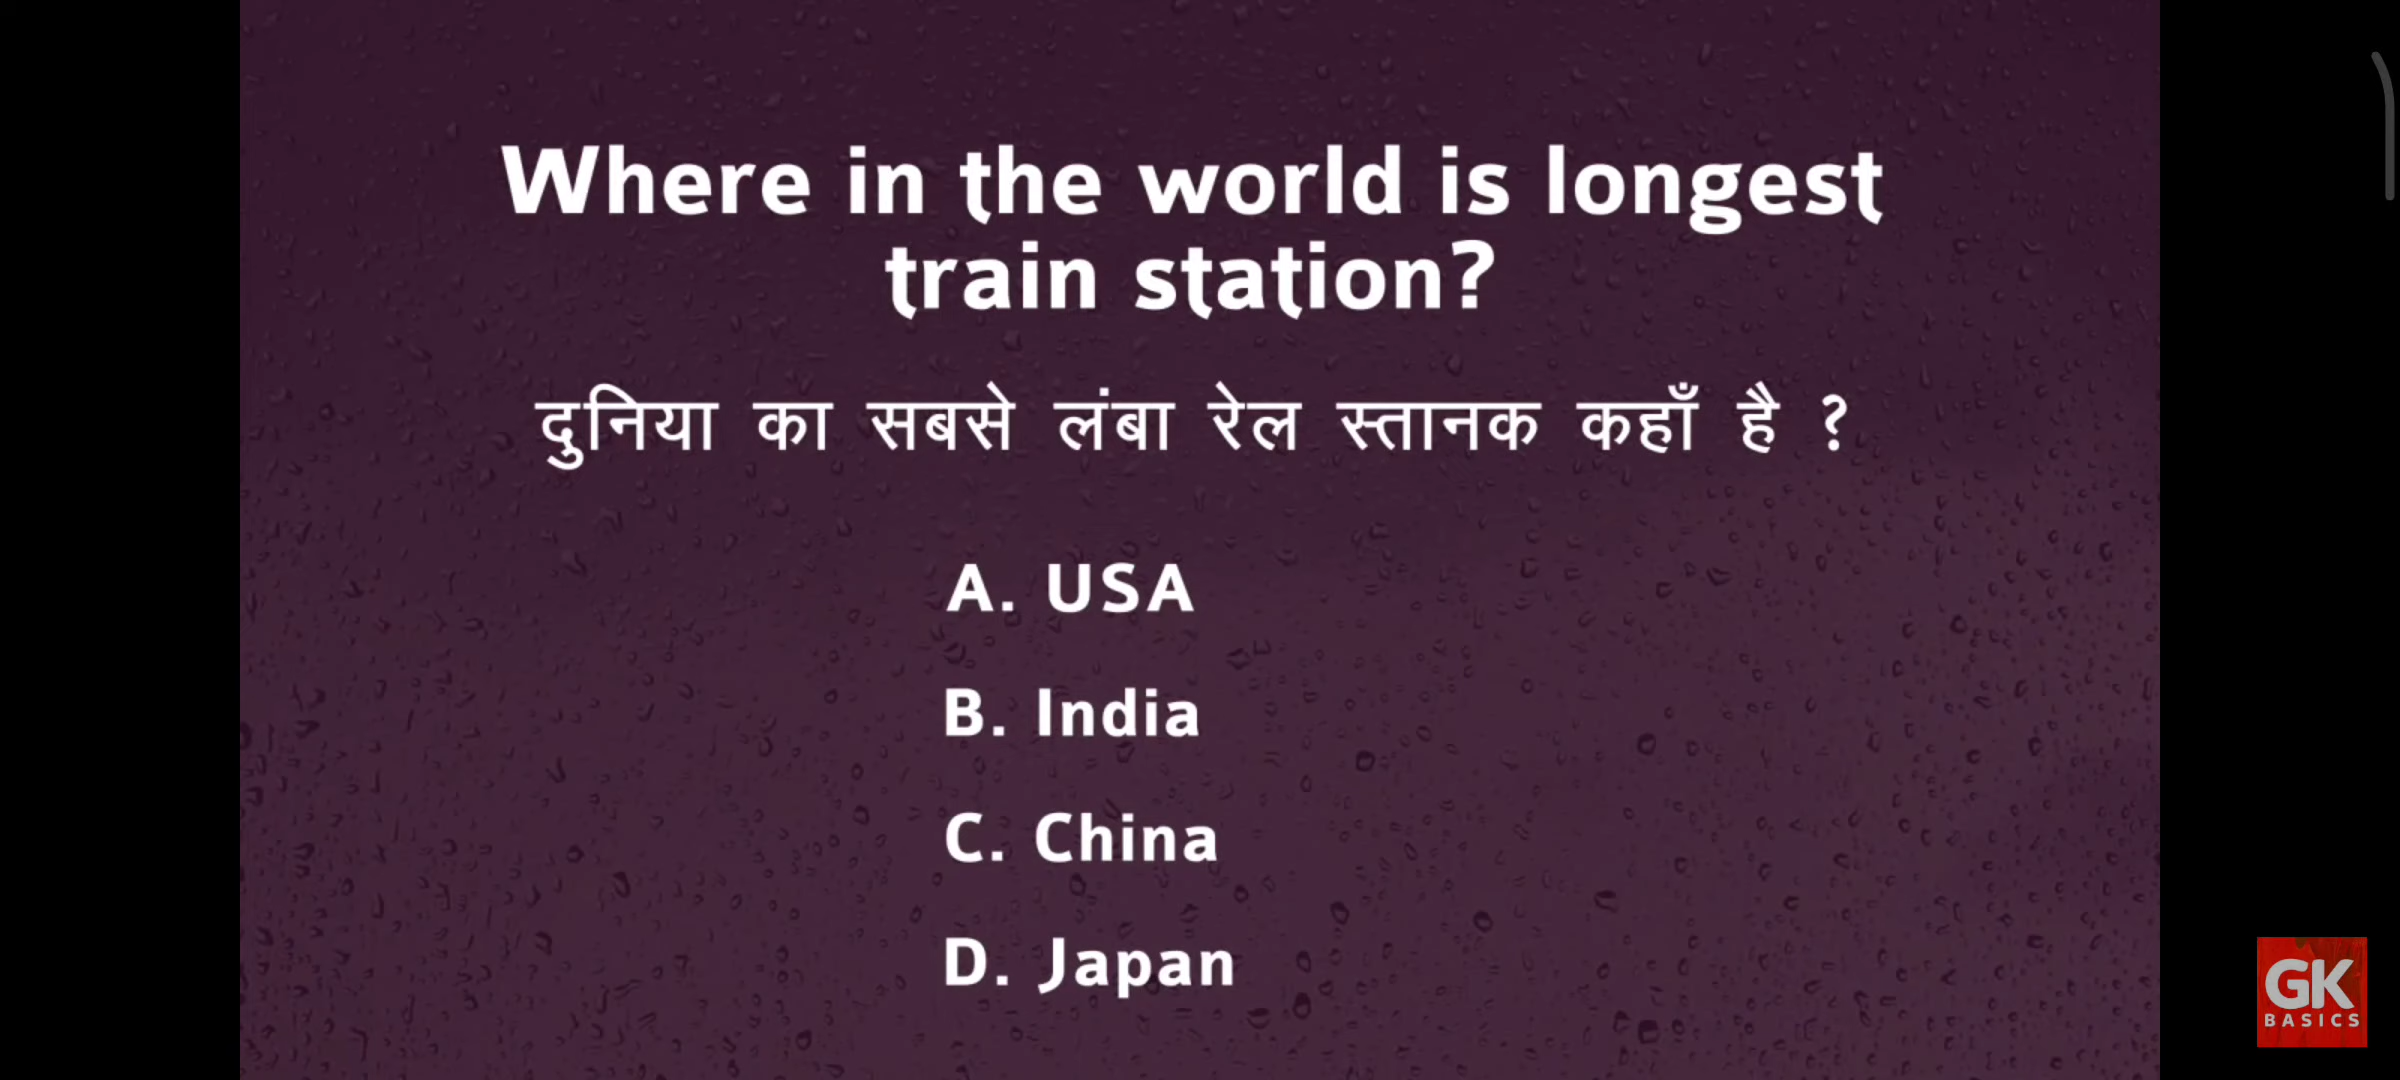 Where in the world is longest
train station?
दुनिया का सबसे लंबा रेल स्तानक कहाँ है ?
A. USA
B. India
C. China
D. Japan
GK
BASICS